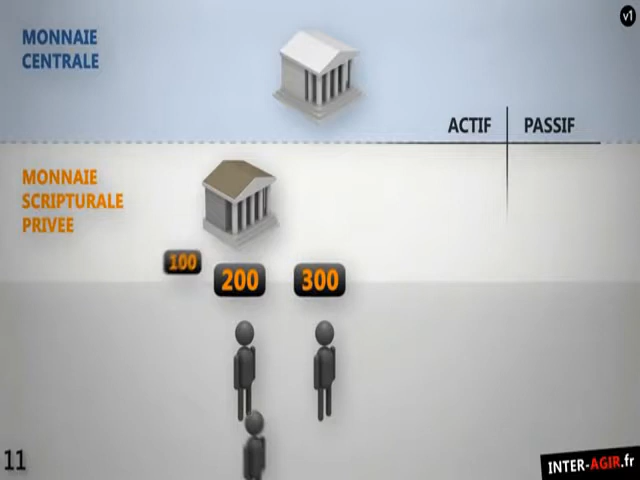 MONNAIE
CENTRALE
v1
ACTIF PASSIF
MONNAIE
SCRIPTURALE
PRIVEE
100
200 300
11
INTER-AGIR.fr